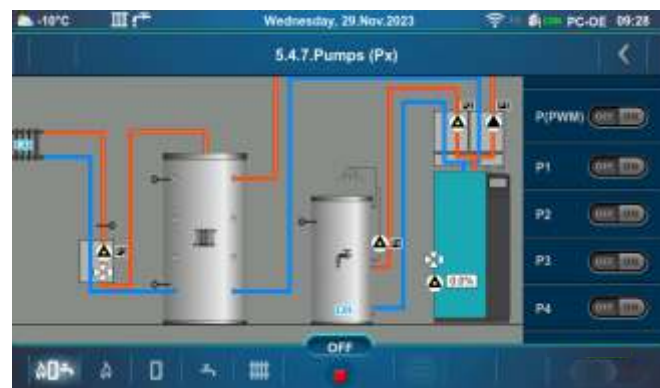 -10°C
Wednesday, 29.Nov.2023
PC-OE 09:28
5.4.7.Pumps (Px)
P(PWM) OFF ON
P1 OFF ON
P2 OFF ON
P3 OFF ON
P4 OFF ON
0.0%
OFF